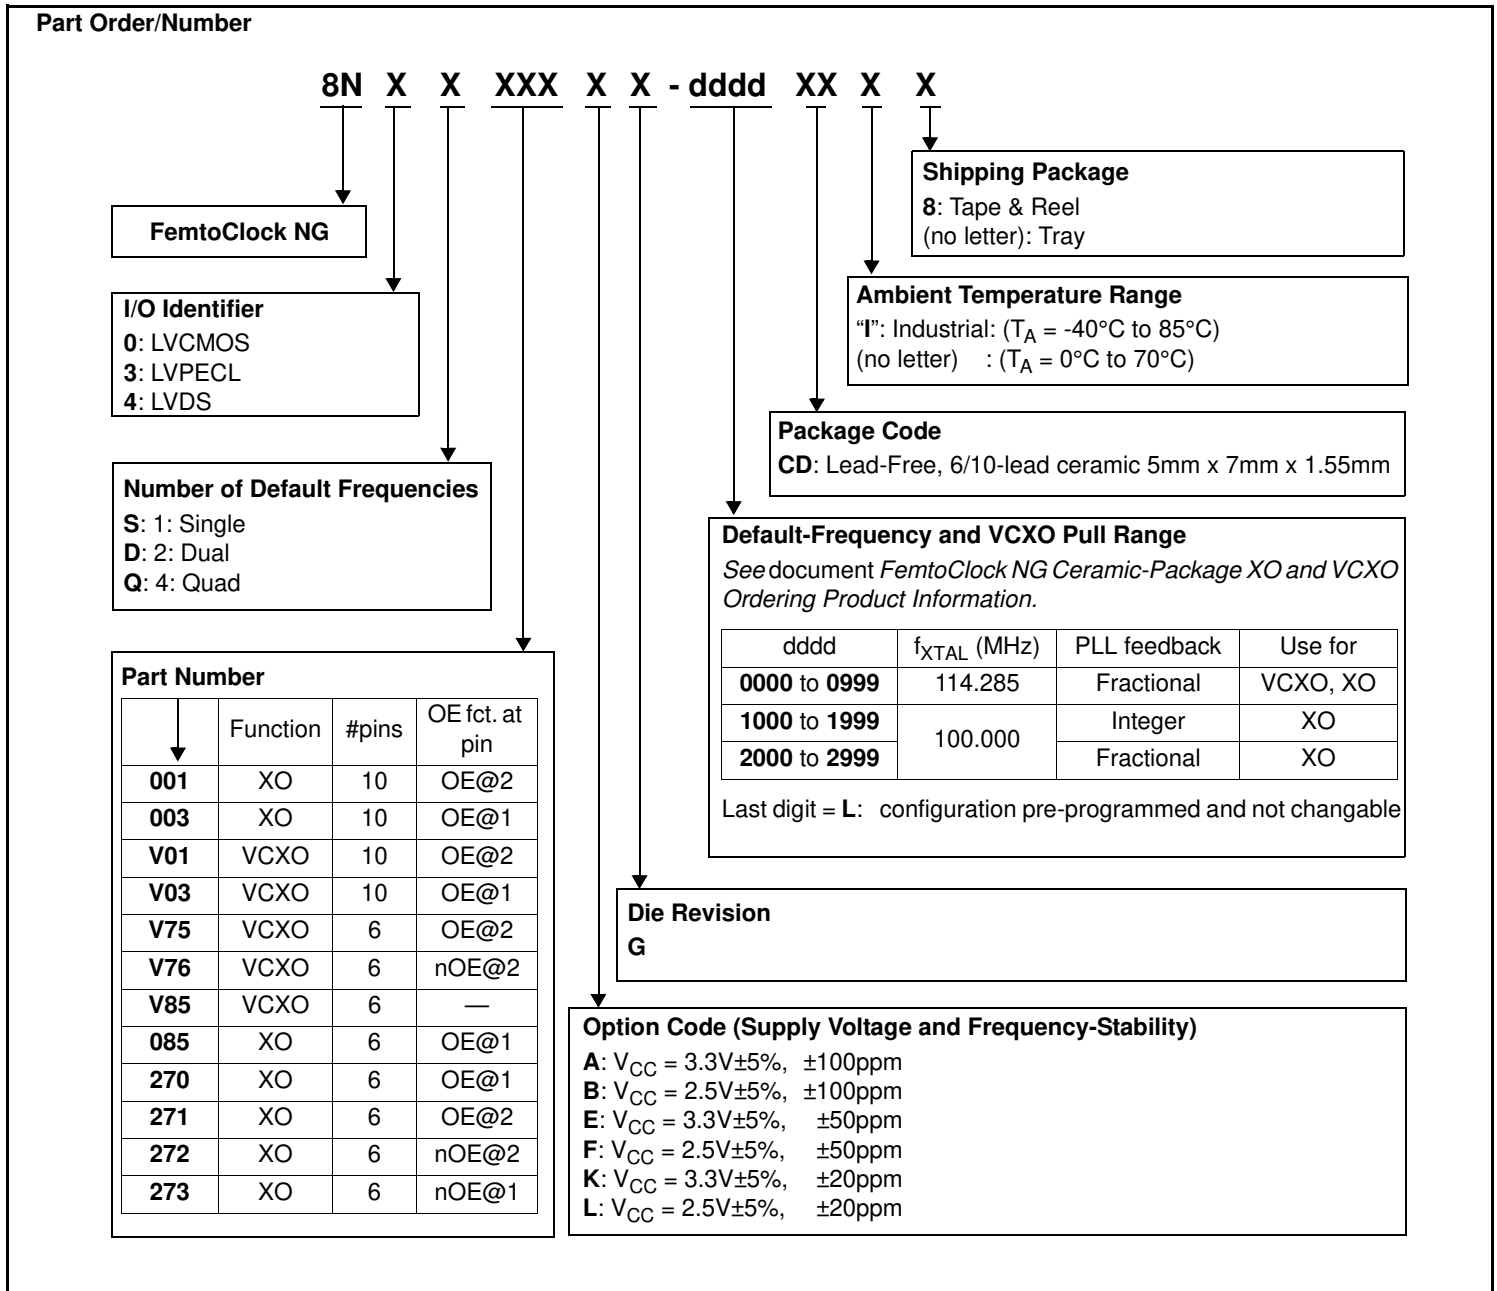 Part Order/Number
8N X X XXX X X - dddd XX X X
Shipping Package
8: Tape & Reel
(no letter): Tray
FemtoClock NG
Ambient Temperature Range
“I”: Industrial: (TA = -40°C to 85°C)
(no letter) : (TA = 0°C to 70°C)
I/O Identifier
0: LVCMOS
3: LVPECL
4: LVDS
Package Code
CD: Lead-Free, 6/10-lead ceramic 5mm x 7mm x 1.55mm
Number of Default Frequencies
S: 1: Single
D: 2: Dual
Q: 4: Quad
Default-Frequency and VCXO Pull Range
See document FemtoClock NG Ceramic-Package XO and VCXO
Ordering Product Information.
dddd fXTAL (MHz) PLL feedback Use for
0000 to 0999 114.285 Fractional VCXO, XO
1000 to 1999 100.000 Integer XO
2000 to 2999 Fractional XO
Last digit = L: configuration pre-programmed and not changable
Part Number
Function #pins OE fct. at
pin
001 XO 10 OE@2
003 XO 10 OE@1
V01 VCXO 10 OE@2
V03 VCXO 10 OE@1
V75 VCXO 6 OE@2
V76 VCXO 6 nOE@2
V85 VCXO 6 —
085 XO 6 OE@1
270 XO 6 OE@1
271 XO 6 OE@2
272 XO 6 nOE@2
273 XO 6 nOE@1
Die Revision
G
Option Code (Supply Voltage and Frequency-Stability)
A: VCC = 3.3V±5%, ±100ppm
B: VCC = 2.5V±5%, ±100ppm
E: VCC = 3.3V±5%, ±50ppm
F: VCC = 2.5V±5%, ±50ppm
K: VCC = 3.3V±5%, ±20ppm
L: VCC = 2.5V±5%, ±20ppm